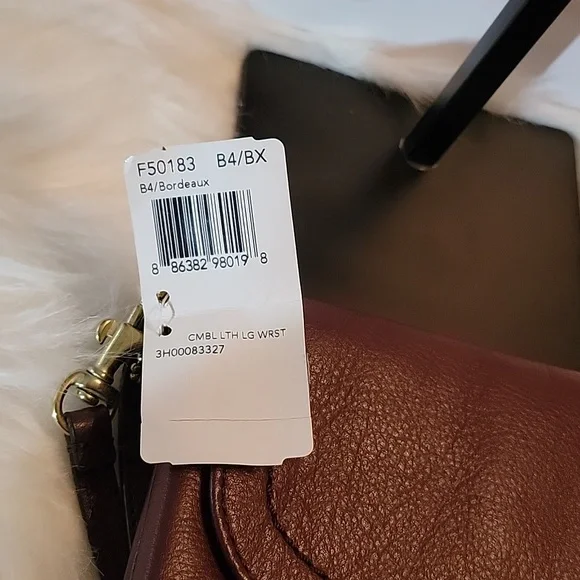 F50183 B4/BX
B4/Bordeaux
8 86382 98019 8
CMBL LTH LG WRST
3H00083327